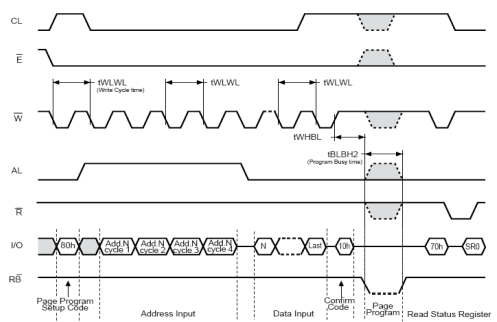 CL
E
tWLWL
(Write Cycle time)
tWLWL
tWLWL
W
tWHBL
tBLBH2
(Program Busy time)
AL
R
I/O
80h
Add.N cycle 1
Add.N cycle 2
Add.N cycle 3
Add.N cycle 4
N
Last
10h
70h
SR0
RB
Page Program
Setup Code
Address Input
Data Input
Confirm
Code
Page
Program
Read Status Register